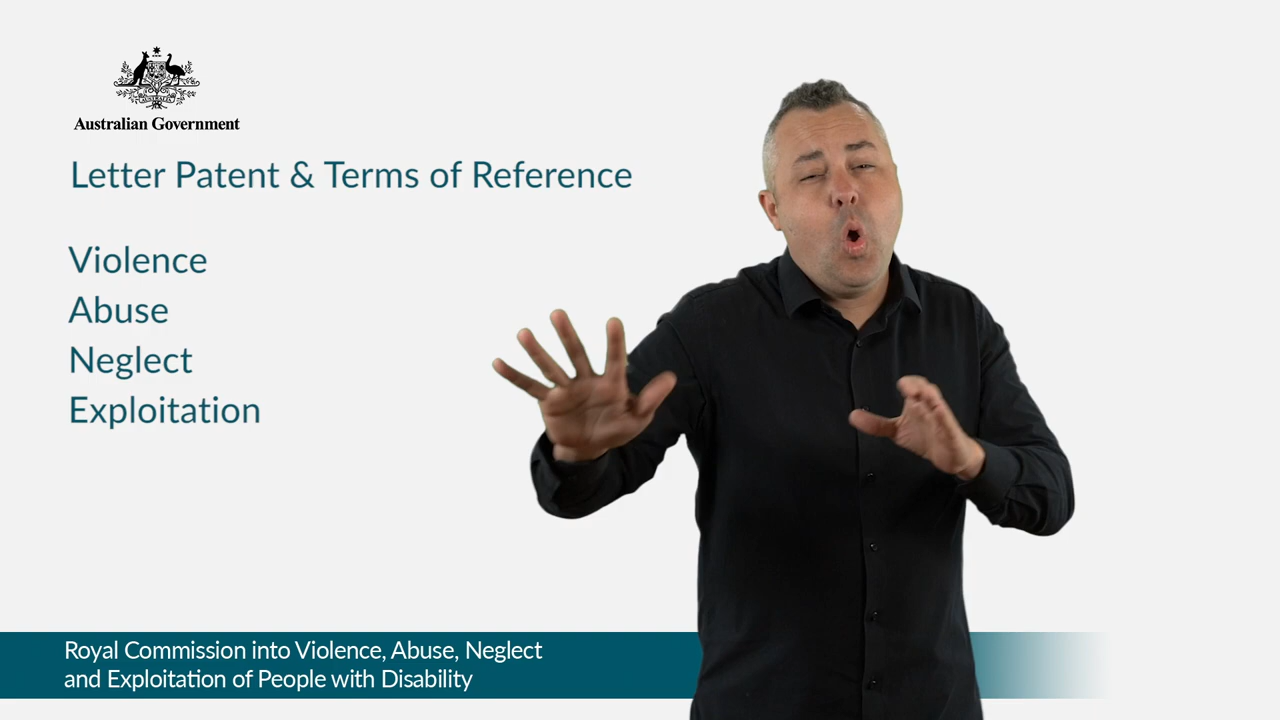 Australian Government
Letter Patent & Terms of Reference
Violence
Abuse
Neglect
Exploitation
Royal Commission into Violence, Abuse, Neglect
and Exploitation of People with Disability